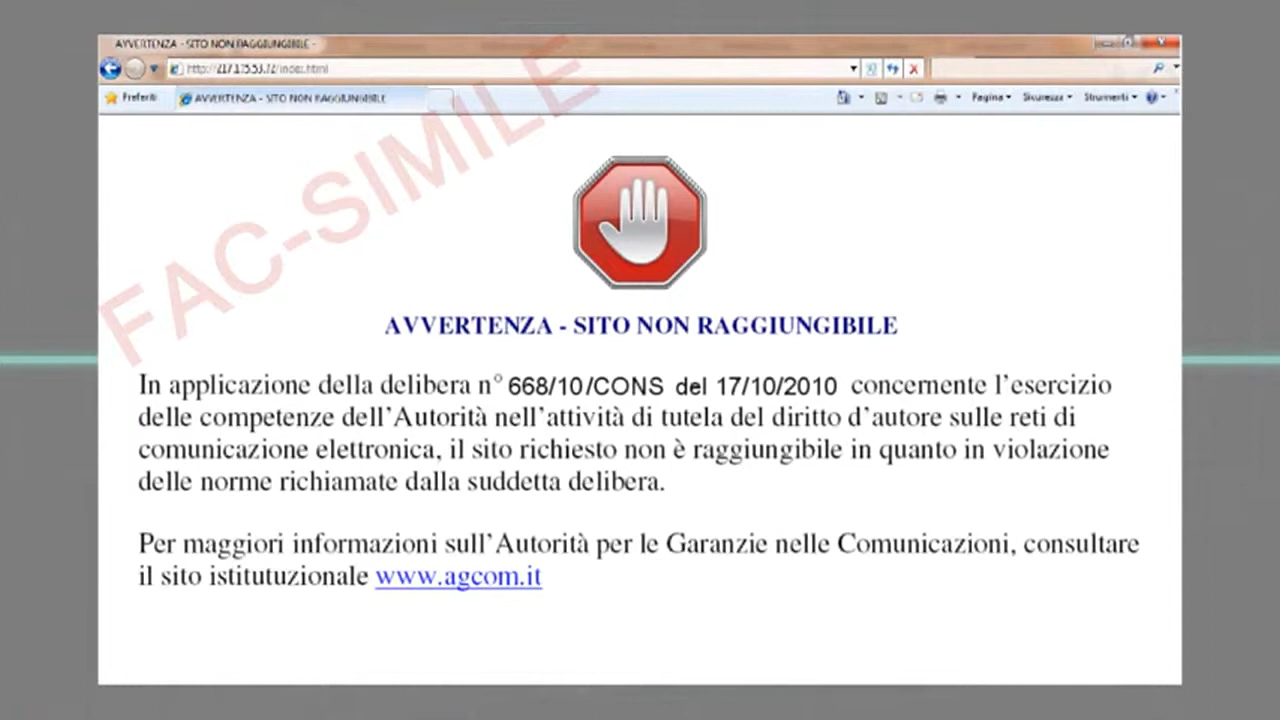 AVVERTENZA - SITO NON RAGGIUNGIBILE -
Preferiti AVVERTENZA - SITO NON RAGGIUNGIBILE Pagina Sicurezza Strumenti
FAC-SIMILE
AVVERTENZA - SITO NON RAGGIUNGIBILE
In applicazione della delibera n° 668/10/CONS del 17/10/2010 concernente l'esercizio
delle competenze dell'Autorità nell'attività di tutela del diritto d'autore sulle reti di
comunicazione elettronica, il sito richiesto non è raggiungibile in quanto in violazione
delle norme richiamate dalla suddetta delibera.
Per maggiori informazioni sull'Autorità per le Garanzie nelle Comunicazioni, consultare
il sito istitutuzionale www.agcom.it